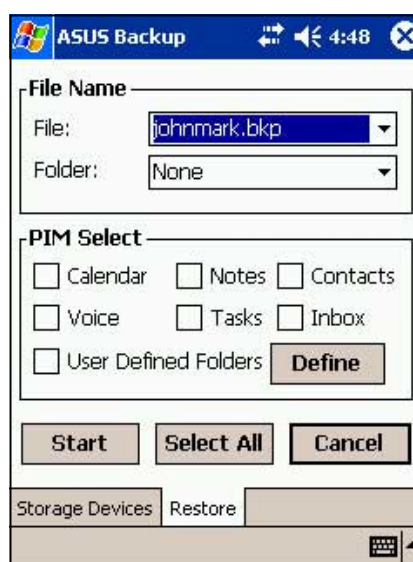 ASUS Backup 4:48
File Name
File: johnmark.bkp
Folder: None
PIM Select
Calendar Notes Contacts
Voice Tasks Inbox
User Defined Folders Define
Start Select All Cancel
Storage Devices Restore